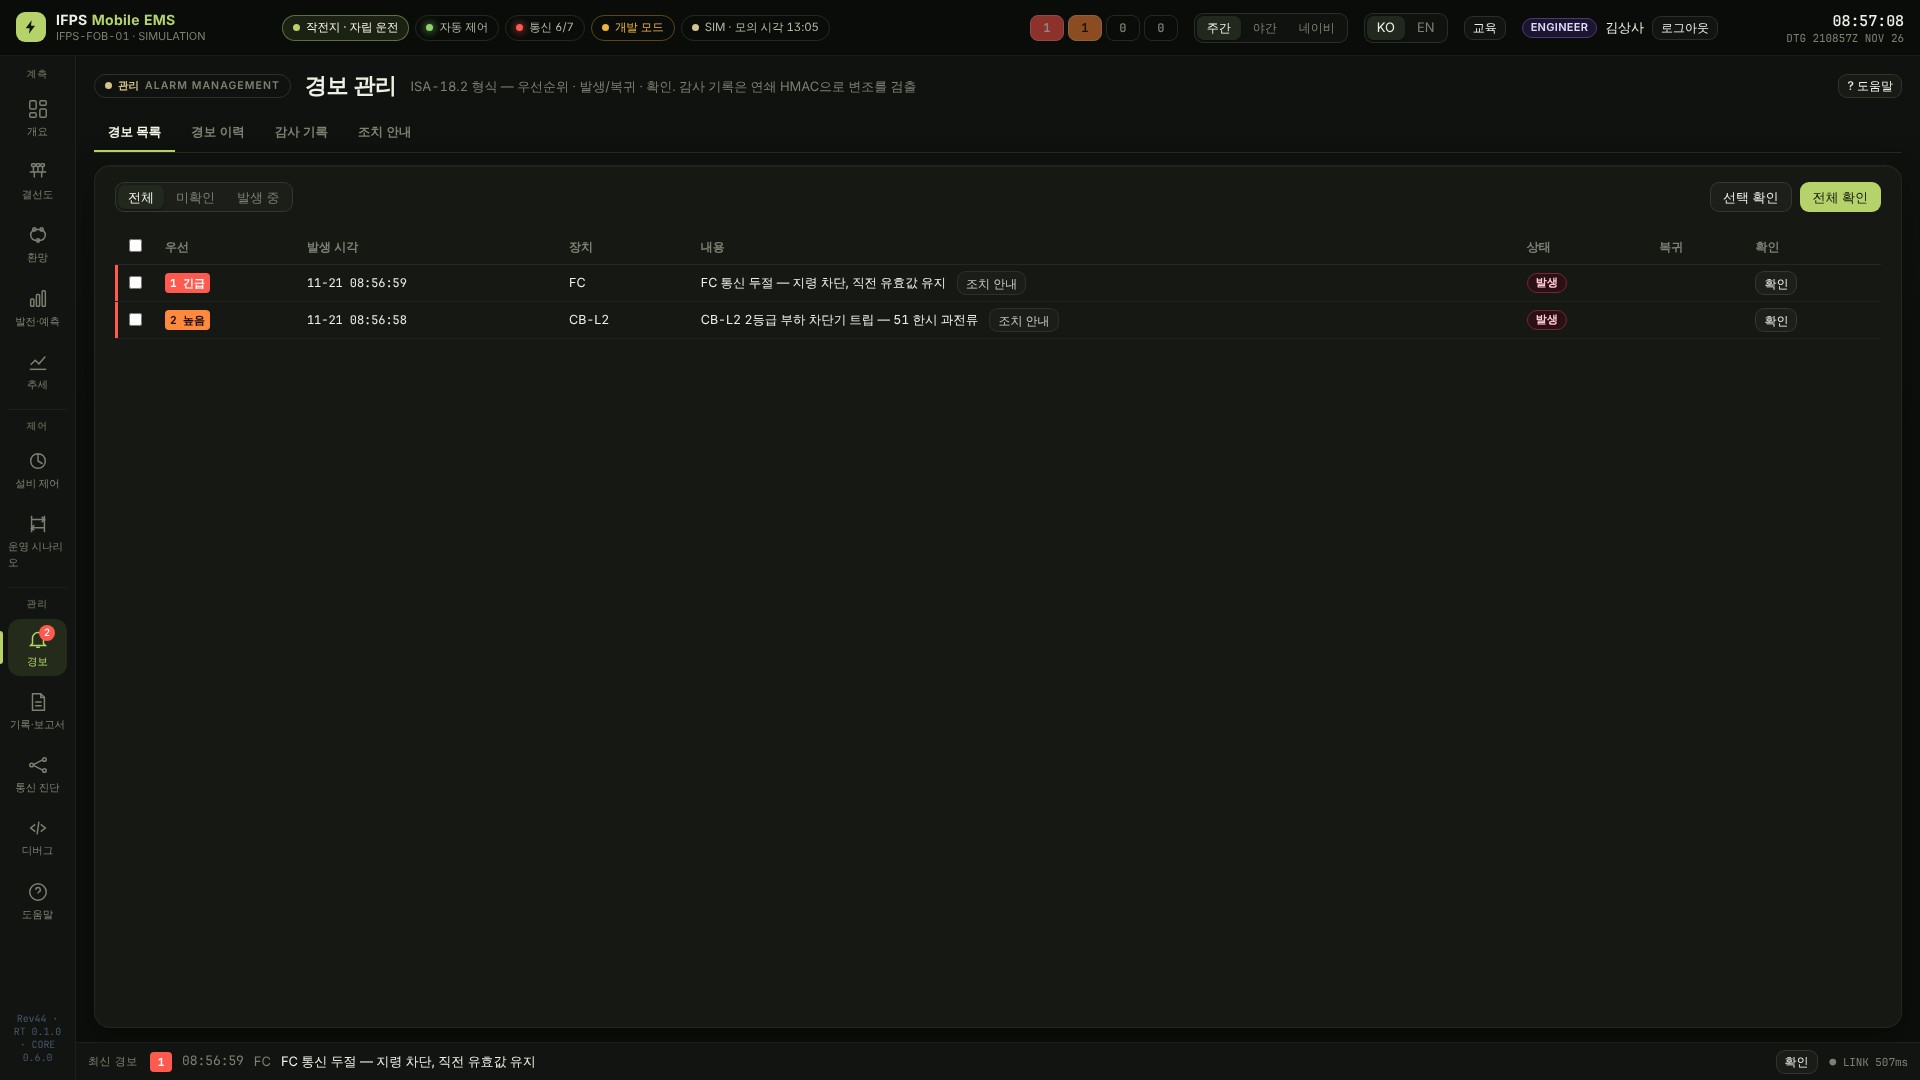 IFPS Mobile EMS
IFPS-FOB-01 · SIMULATION
작전지 · 자립 운전
자동 제어
통신 6/7
개발 모드
SIM · 모의 시각 13:05
1 1 0 0
주간 야간 네이비
KO EN
교육
ENGINEER 김상사 로그아웃
08:57:08
DTG 210857Z NOV 26
계측
개요
결선도
환망
발전·예측
추세
제어
설비 제어
운영 시나리
오
관리
2
경보
기록·보고서
통신 진단
디버그
도움말
Rev44 ·
RT 0.1.0
· CORE
0.6.0
관리 ALARM MANAGEMENT
경보 관리
ISA-18.2 형식 — 우선순위 · 발생/복귀 · 확인. 감사 기록은 연쇄 HMAC으로 변조를 검출
? 도움말
경보 목록 경보 이력 감사 기록 조치 안내
전체 미확인 발생 중
선택 확인 전체 확인
우선 발생 시각 장치 내용 상태 복귀 확인
1 긴급 11-21 08:56:59 FC FC 통신 두절 — 지령 차단, 직전 유효값 유지 조치 안내 발생 확인
2 높음 11-21 08:56:58 CB-L2 CB-L2 2등급 부하 차단기 트립 — 51 한시 과전류 조치 안내 발생 확인
최신 경보 1 08:56:59 FC FC 통신 두절 — 지령 차단, 직전 유효값 유지 확인 LINK 507ms